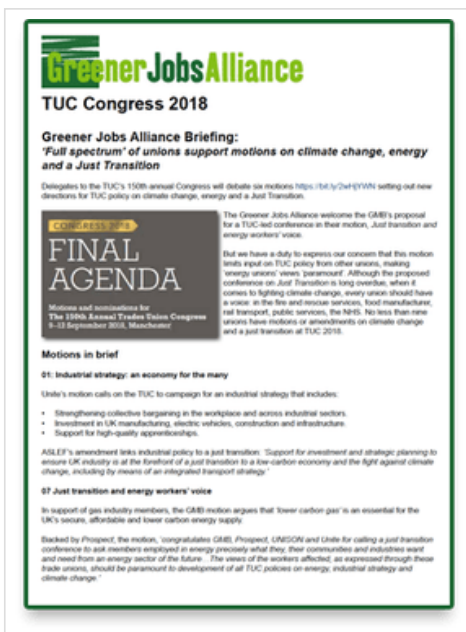 GreenerJobsAlliance
TUC Congress 2018
Greener Jobs Alliance Briefing:
'Full spectrum' of unions support motions on climate change, energy
and a Just Transition
Delegates to the TUC's 150th annual Congress will debate six motions https://bit.ly/2wHjYWN setting out new
directions for TUC policy on climate change, energy and a Just Transition.
CONGRESS 2018
FINAL
AGENDA
Motions and nominations for
The 150th Annual Trades Union Congress
9–12 September 2018, Manchester
The Greener Jobs Alliance welcome the GMB's proposal
for a TUC-led conference in their motion, Just transition and
energy workers' voice.
But we have a duty to express our concern that this motion
limits input on TUC policy from other unions, making
'energy unions' views 'paramount'. Although the proposed
conference on Just Transition is long overdue, when it
comes to fighting climate change, every union should have
a voice: in the fire and rescue services, food manufacturer,
rail transport, public services, the NHS. No less than nine
unions have motions or amendments on climate change
and a just transition at TUC 2018.
Motions in brief
01: Industrial strategy: an economy for the many
Unite's motion calls on the TUC to campaign for an industrial strategy that includes:
• Strengthening collective bargaining in the workplace and across industrial sectors.
• Investment in UK manufacturing, electric vehicles, construction and infrastructure.
• Support for high-quality apprenticeships.
ASLEF's amendment links industrial policy to a just transition: 'Support for investment and strategic planning to
ensure UK industry is at the forefront of a just transition to a low-carbon economy and the fight against climate
change, including by means of an integrated transport strategy.'
07 Just transition and energy workers' voice
In support of gas industry members, the GMB motion argues that 'lower carbon gas' is an essential for the
UK's secure, affordable and lower carbon energy supply.
Backed by Prospect, the motion, 'congratulates GMB, Prospect, UNISON and Unite for calling a just transition
conference to ask members employed in energy precisely what they, their communities and industries want
and need from an energy sector of the future... The views of the workers affected, as expressed through these
trade unions, should be paramount to development of all TUC policies on energy, industrial strategy and
climate change.'